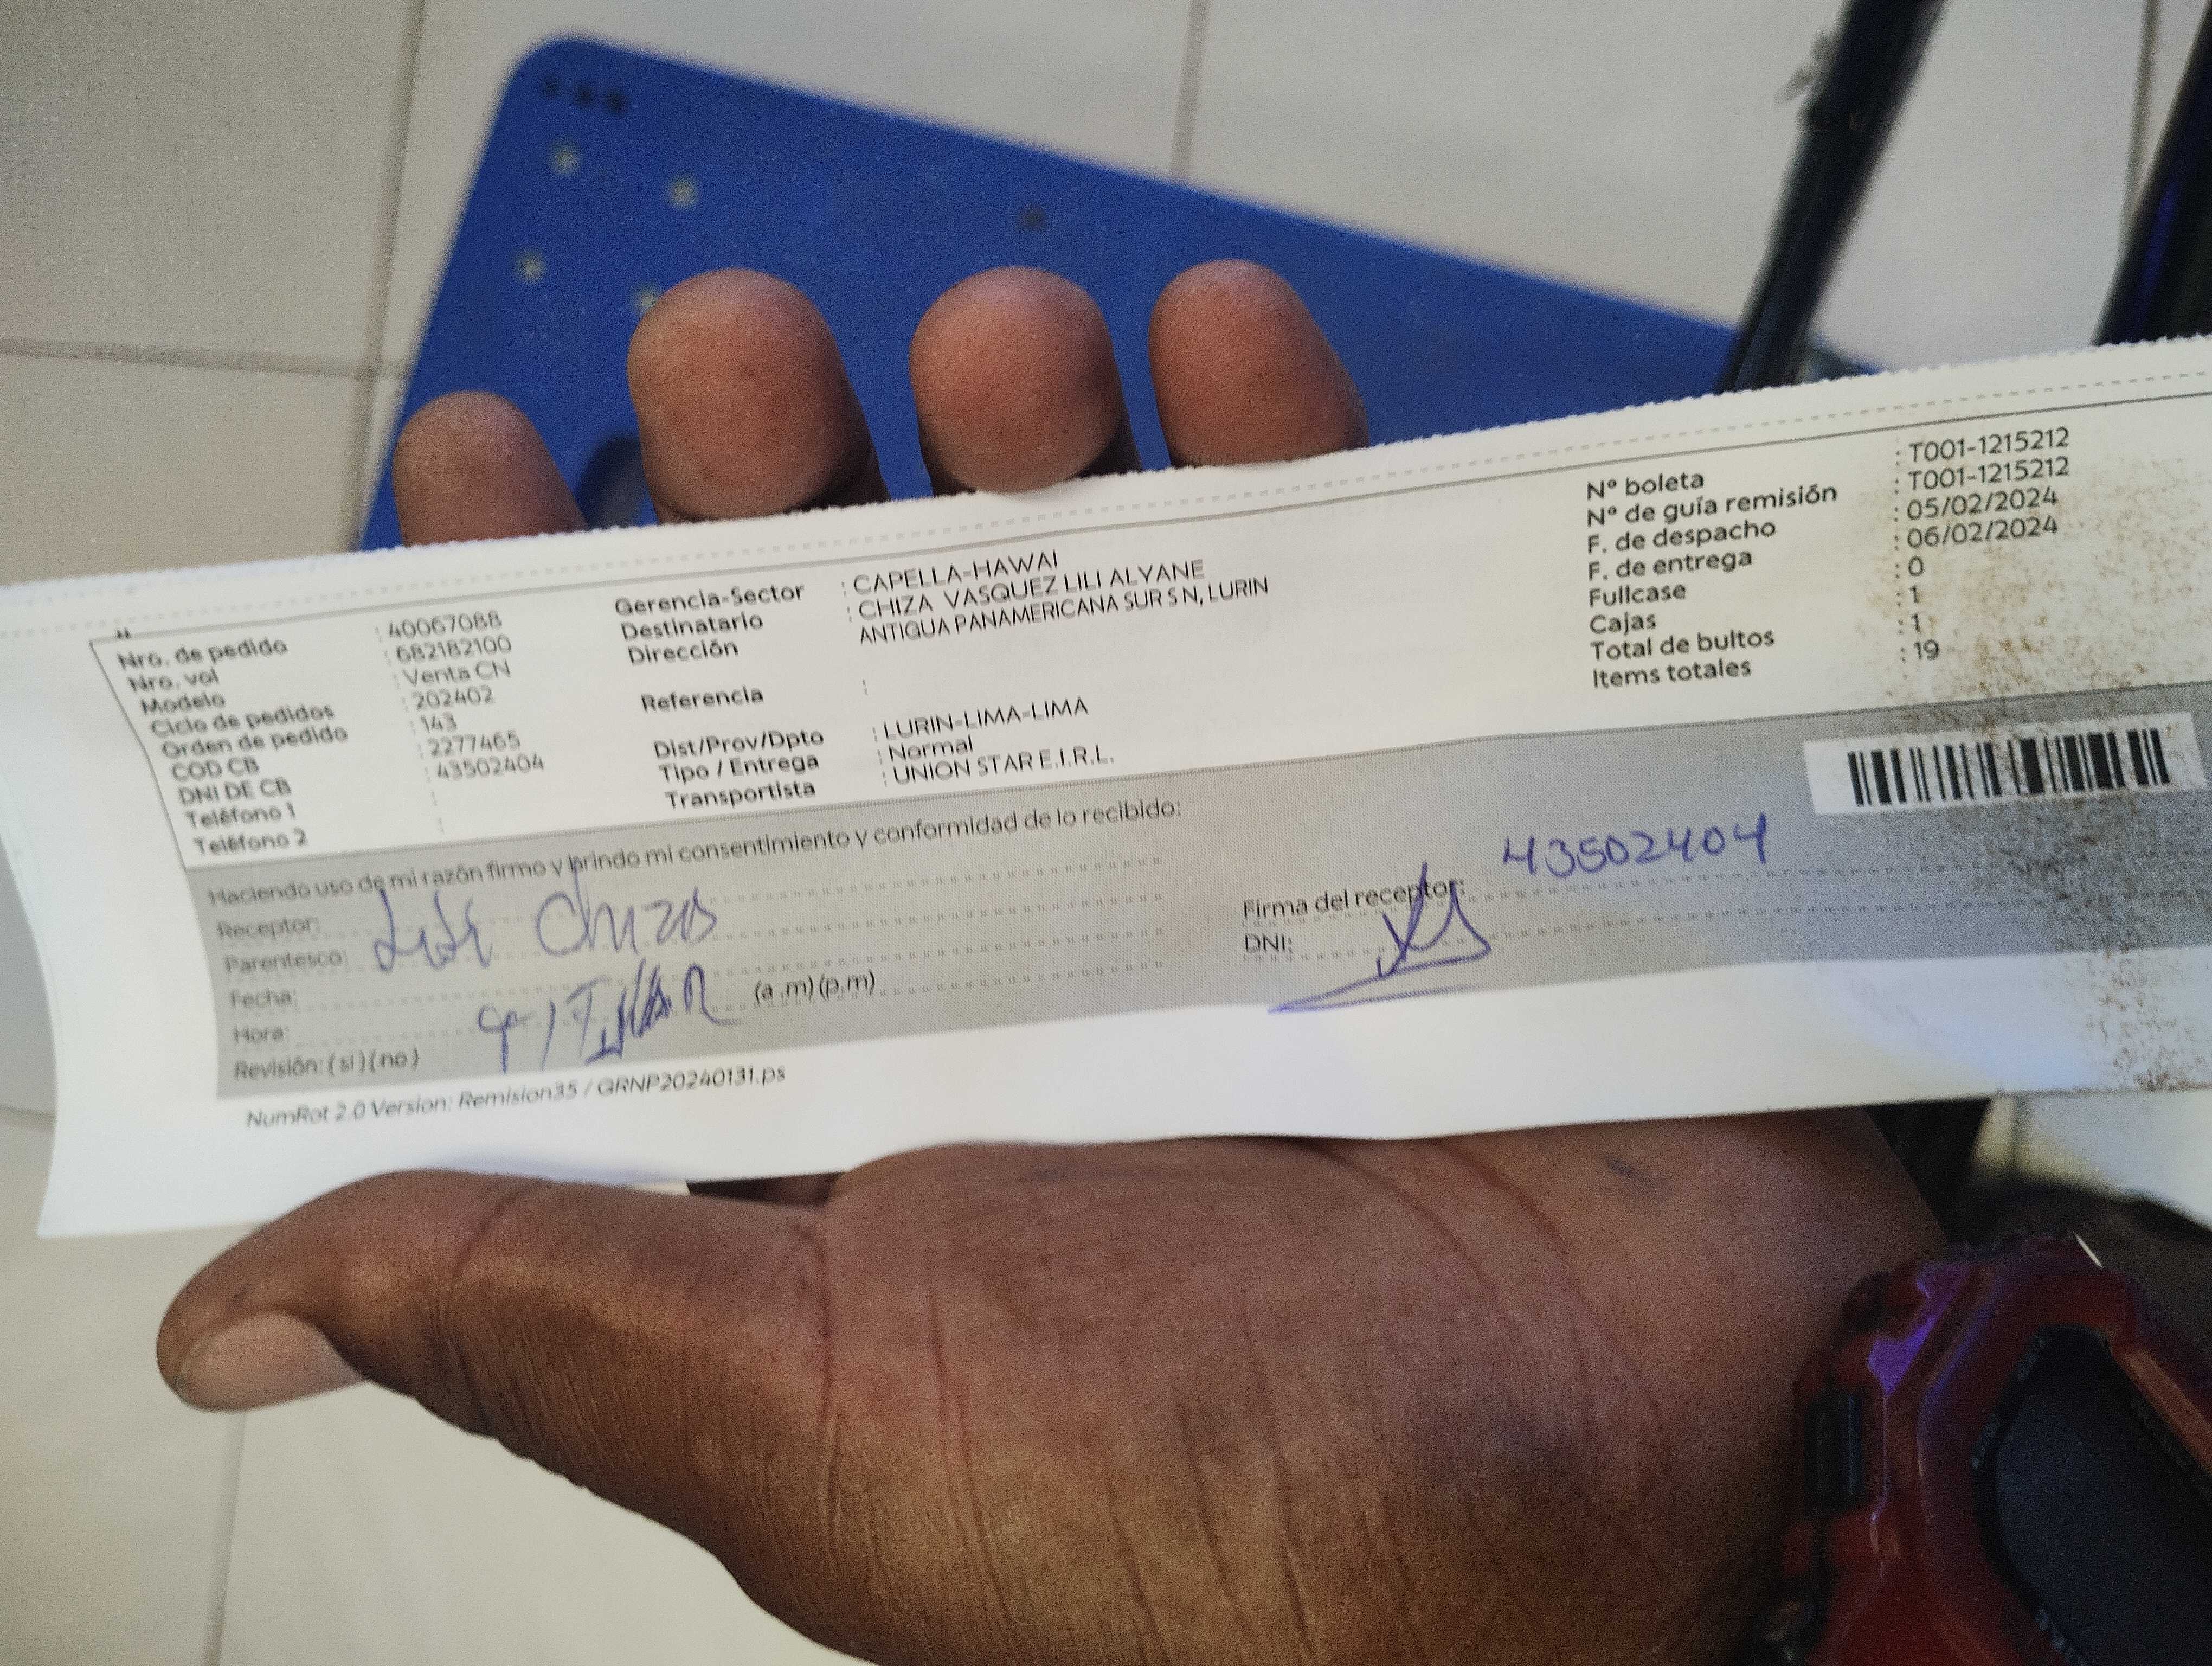 Nro. de pedido : 40067088
Nro. vol : 682182100
Modelo : Venta CN
Ciclo de pedidos : 202402
Orden de pedido : 143
COD CB : 2277465
DNI DE CB : 43502404
Teléfono 1 :
Teléfono 2 :
Gerencia-Sector : CAPELLA-HAWAI
Destinatario : CHIZA VASQUEZ LILI ALYANE
Dirección ANTIGUA PANAMERICANA SUR S N, LURIN
Referencia :
Dist/Prov/Dpto : LURIN-LIMA-LIMA
Tipo / Entrega : Normal
Transportista : UNION STAR E.I.R.L.
Nº boleta : T001-1215212
Nº de guía remisión : T001-1215212
F. de despacho : 05/02/2024
F. de entrega : 06/02/2024
Fullcase : 0
Cajas : 1
Total de bultos : 1
Items totales : 19
Haciendo uso de mi razón firmo y brindo mi consentimiento y conformidad de lo recibido:
Receptor:
Parentesco: Lili
Fecha:
Hora: (a .m) (p.m)
Revisión: ( si ) ( no )
Firma del receptor: 43502404
DNI:
NumRot 2.0 Version: Remision35 / GRNP20240131.ps